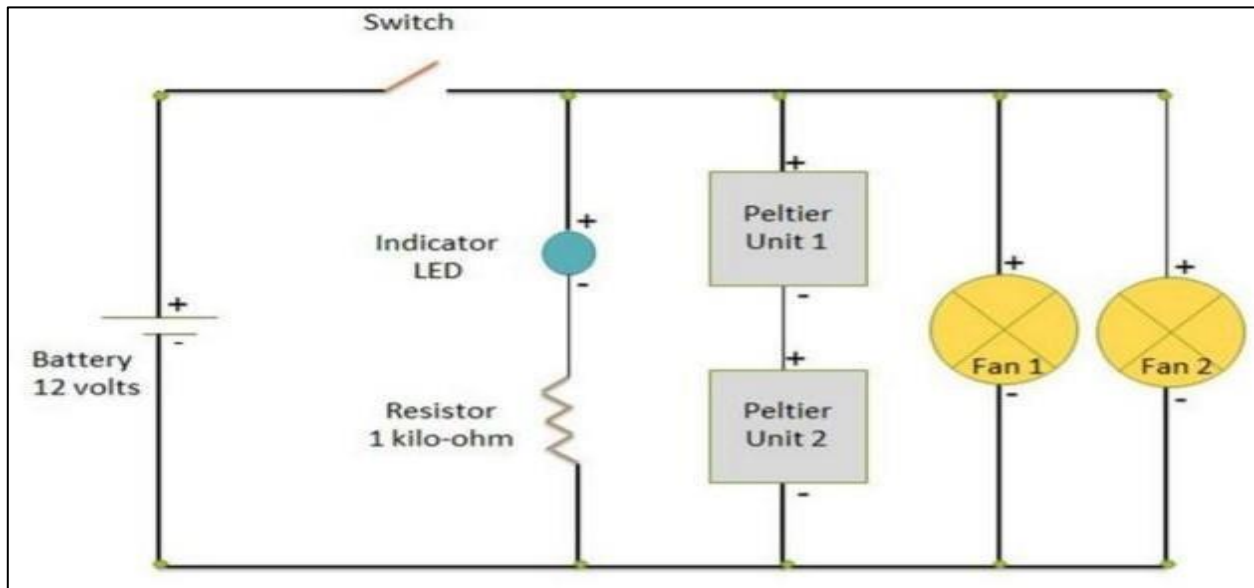 Switch
+
Peltier
Unit 1
-
Indicator
LED
+
-
+
+
Fan 1
-
Fan 2
-
+
-
Battery
12 volts
Resistor
1 kilo-ohm
+
Peltier
Unit 2
-